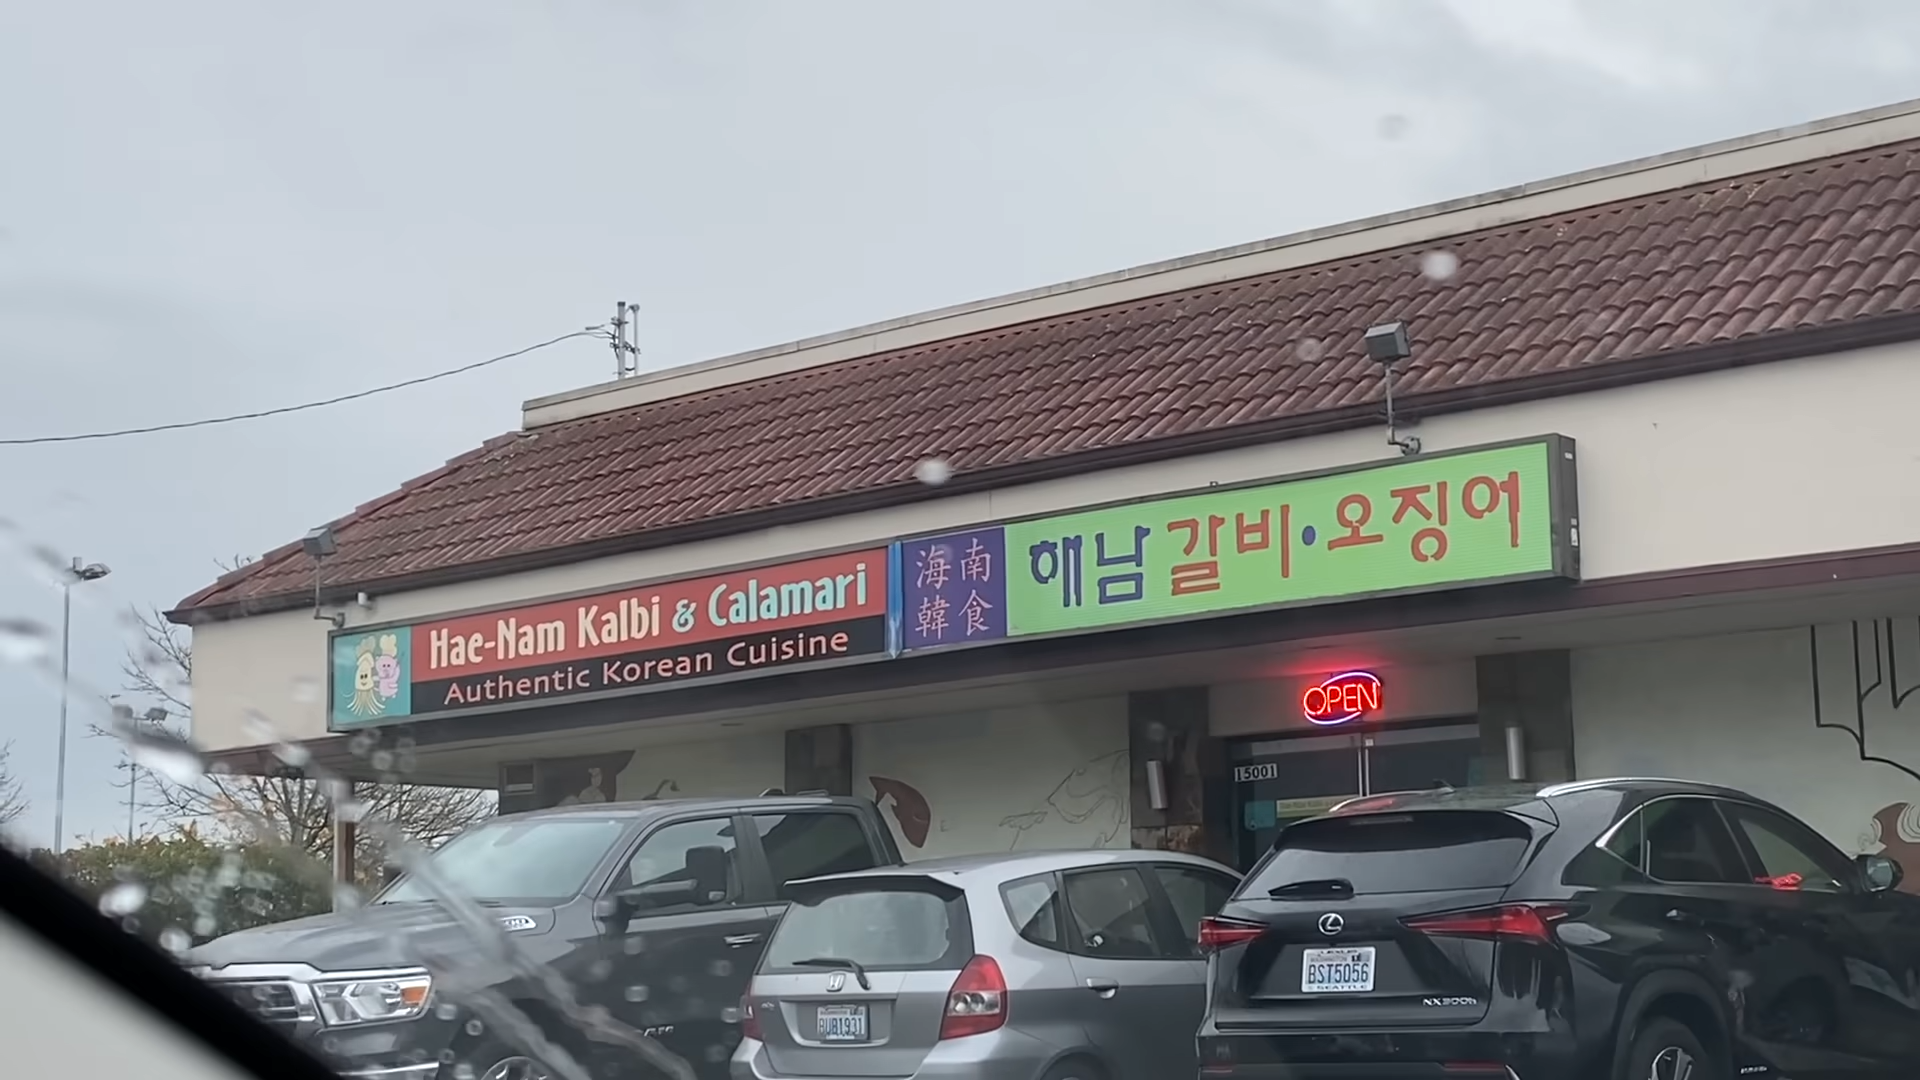 Hae-Nam Kalbi & Calamari
Authentic Korean Cuisine
海南
韓食
해남갈비·오징어
OPEN
15001
BUB1931
BST5056
SEATTLE
NX300h